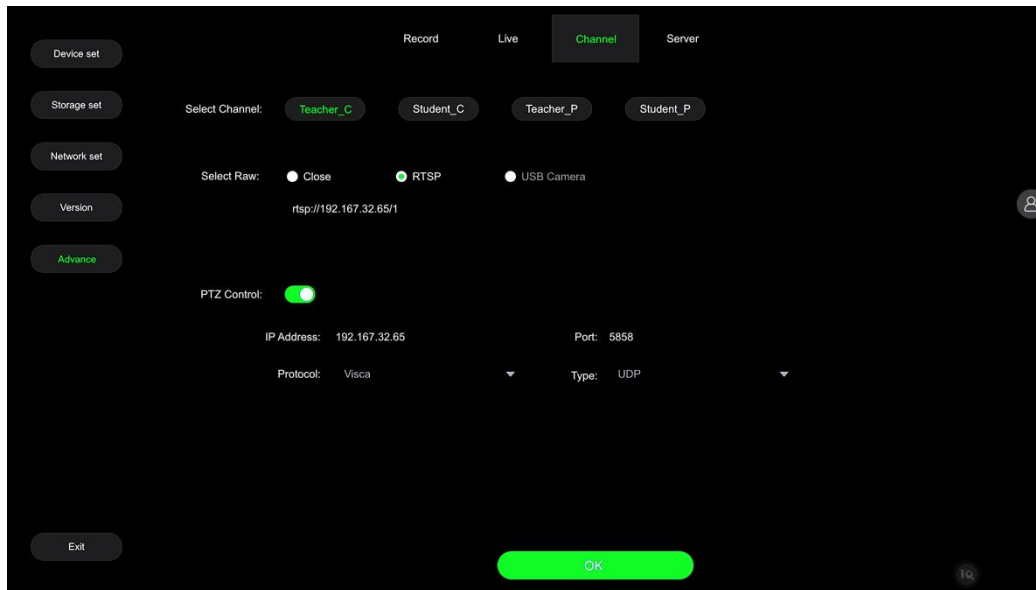 Record Live Channel Server
Device set
Storage set
Select Channel: Teacher_C Student_C Teacher_P Student_P
Network set
Select Raw: Close RTSP USB Camera
Version
rtsp://192.167.32.65/1
Advance
PTZ Control:
IP Address: 192.167.32.65 Port: 5858
Protocol: Visca Type: UDP
Exit
OK
TQ